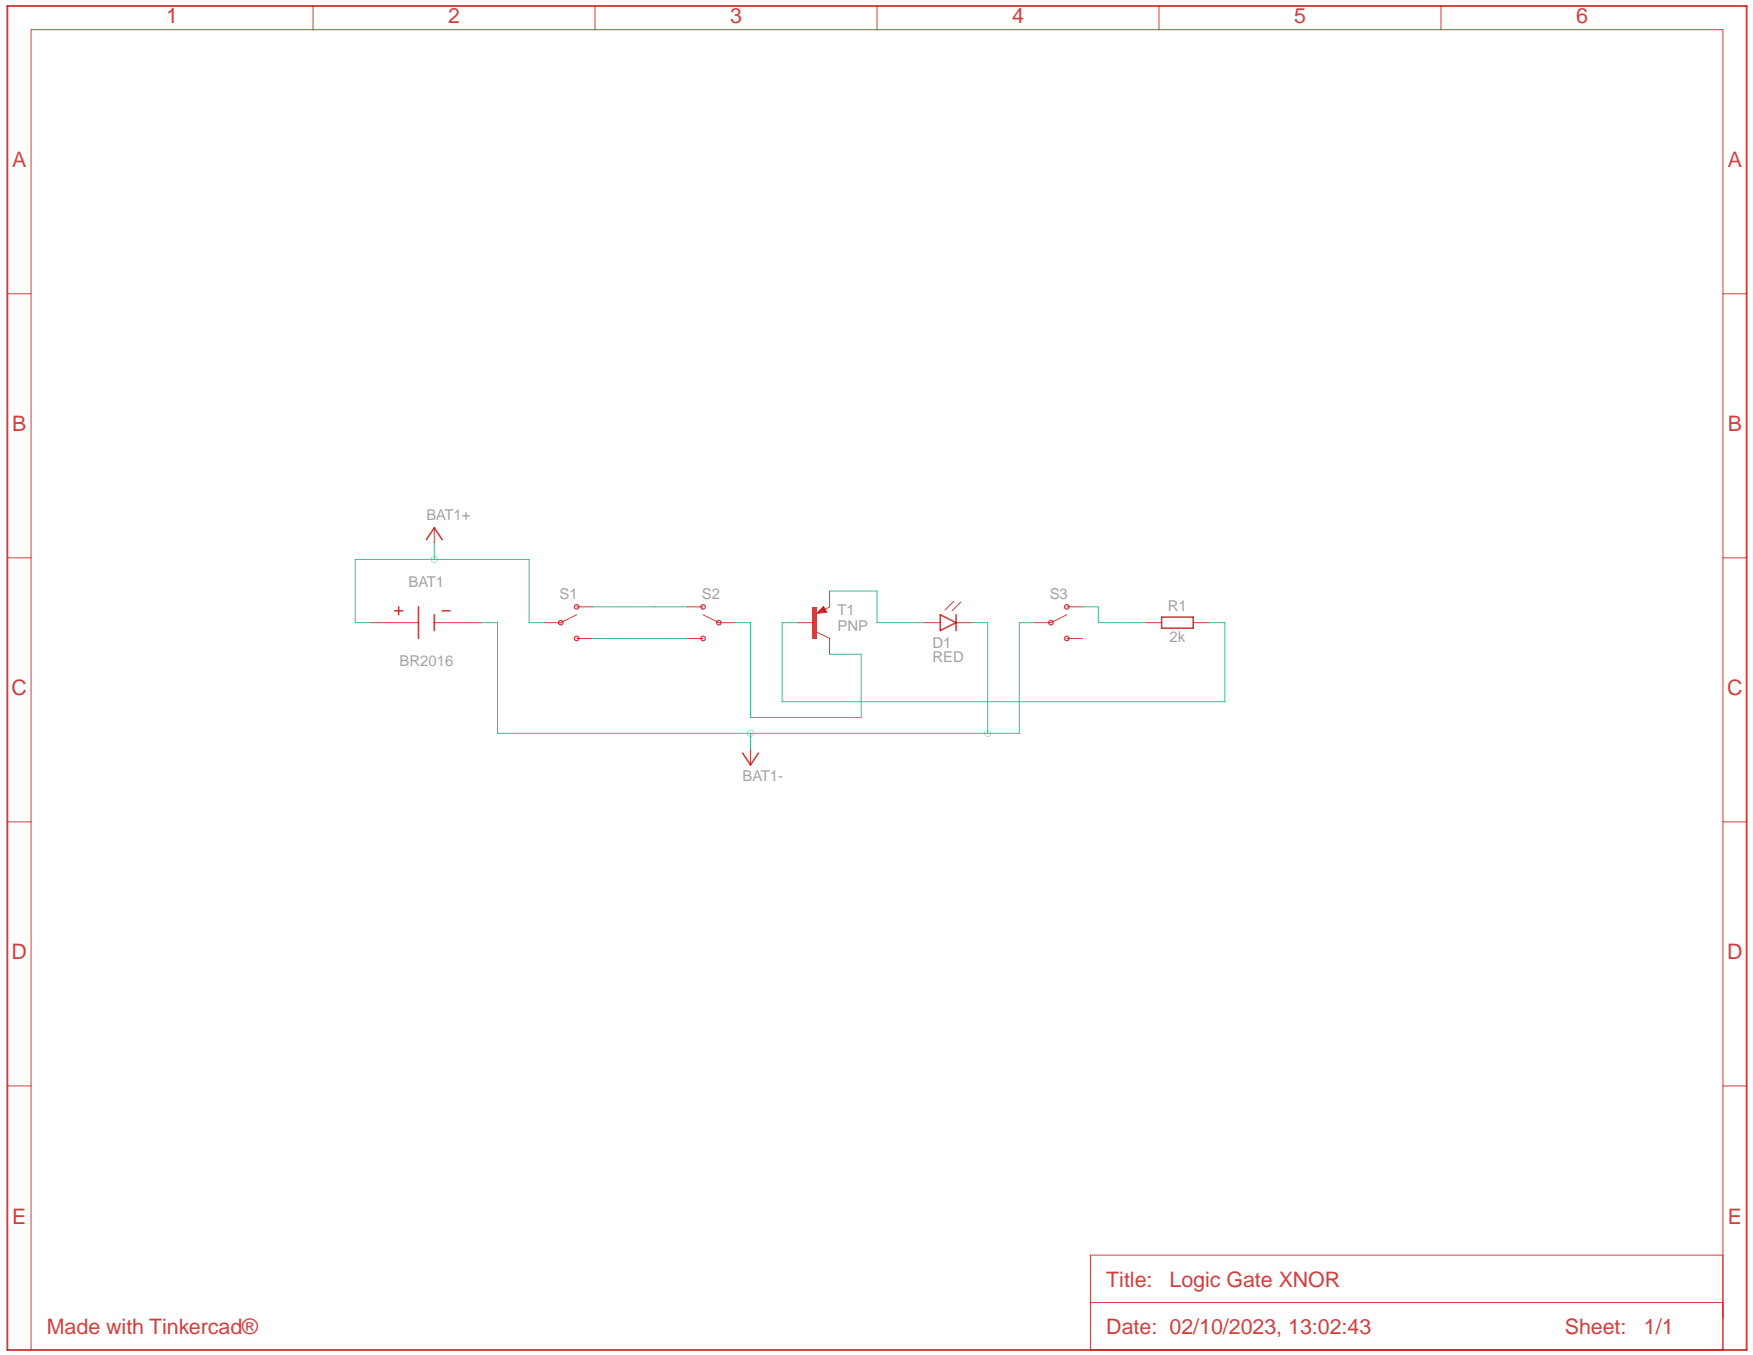 1 2 3 4 5 6
A A
B B
BAT1+
BAT1
+ −
BR2016
S1 S2
T1
PNP
D1
RED
S3
R1
2k
C C
BAT1-
D D
E E
Title: Logic Gate XNOR
Made with Tinkercad®
Date: 02/10/2023, 13:02:43 Sheet: 1/1